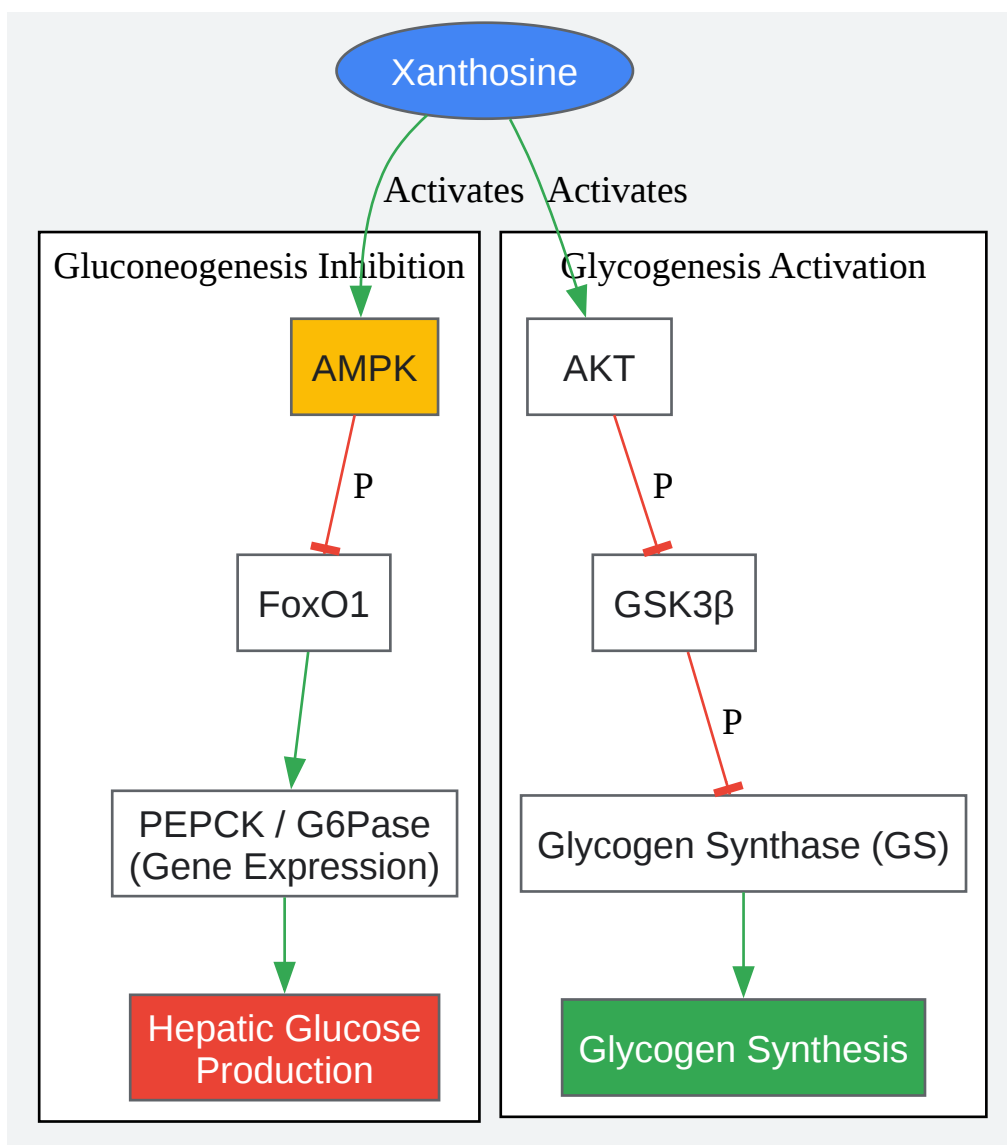 Xanthosine
Activates
Activates
Gluconeogenesis Inhibition
AMPK
P
FoxO1
PEPCK / G6Pase
(Gene Expression)
Hepatic Glucose
Production
Glycogenesis Activation
AKT
P
GSK3β
P
Glycogen Synthase (GS)
Glycogen Synthesis